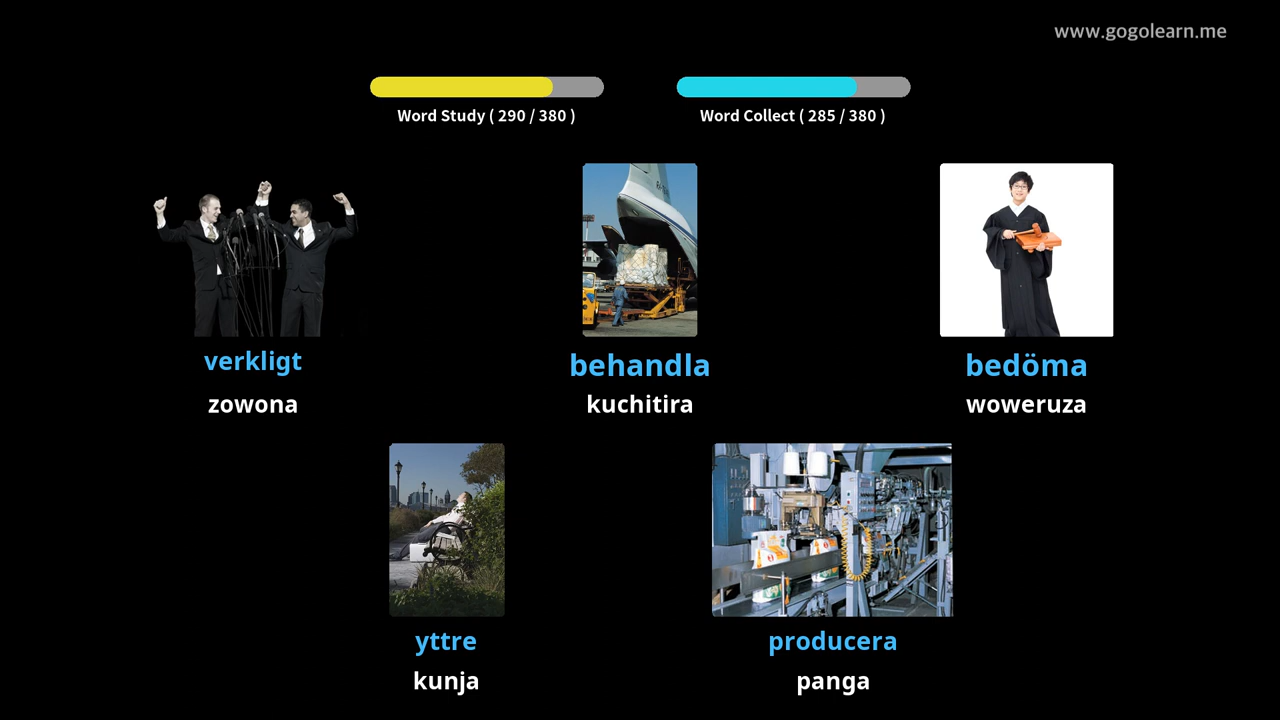 www.gogolearn.me
Word Study ( 290 / 380 )
Word Collect ( 285 / 380 )
verkligt
behandla
bedöma
zowona
kuchitira
woweruza
yttre
producera
kunja
panga